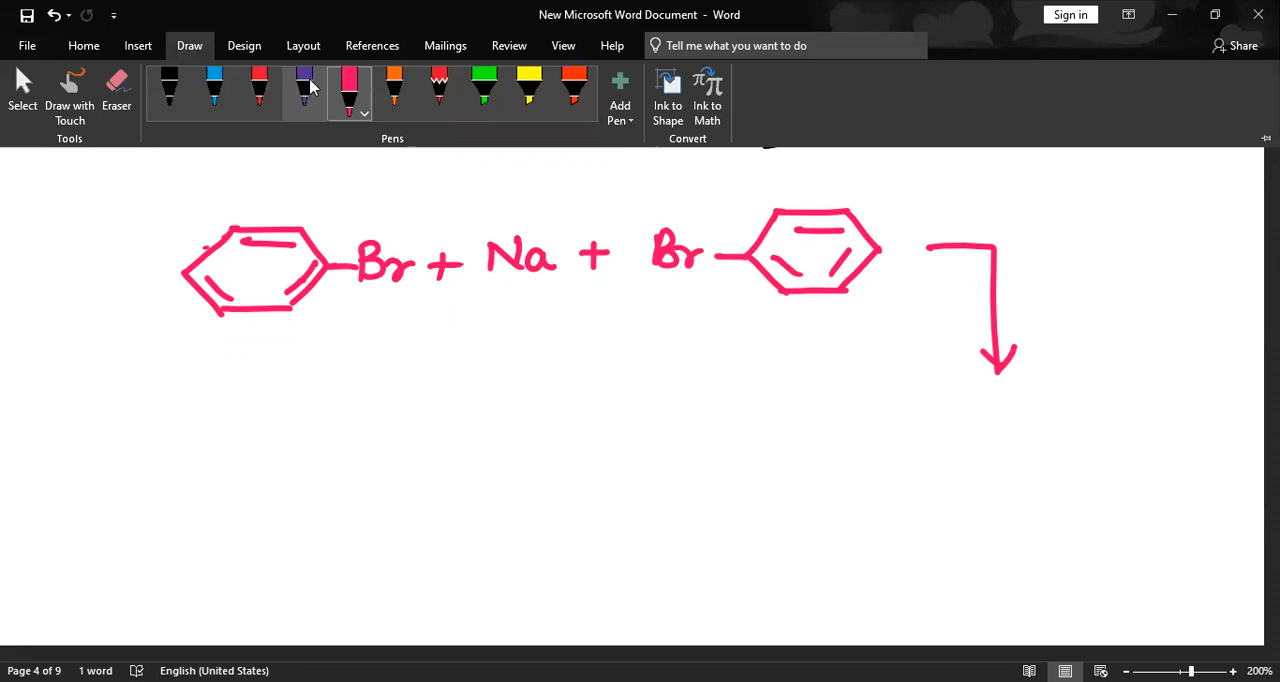 New Microsoft Word Document - Word
Sign in
File Home Insert Draw Design Layout References Mailings Review View Help Tell me what you want to do Share
Select Draw with Touch Eraser Add Pen Ink to Shape Ink to Math
Tools Pens Convert
Br + Na + Br
Page 4 of 9 1 word English (United States) 200%